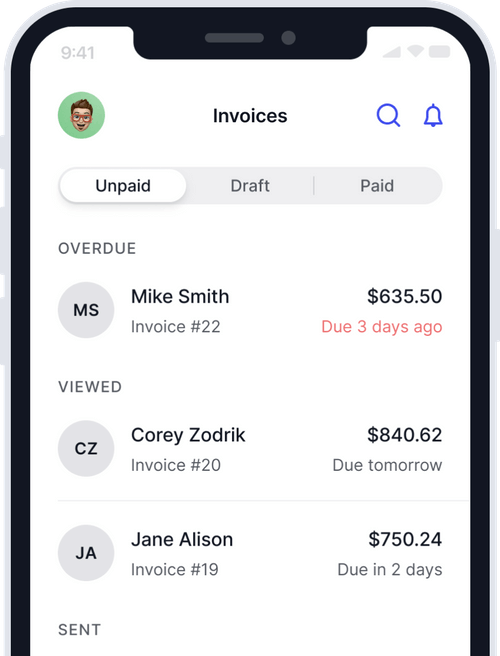 9:41
Invoices
Unpaid Draft Paid
OVERDUE
MS Mike Smith $635.50
Invoice #22 Due 3 days ago
VIEWED
CZ Corey Zodrik $840.62
Invoice #20 Due tomorrow
JA Jane Alison $750.24
Invoice #19 Due in 2 days
SENT